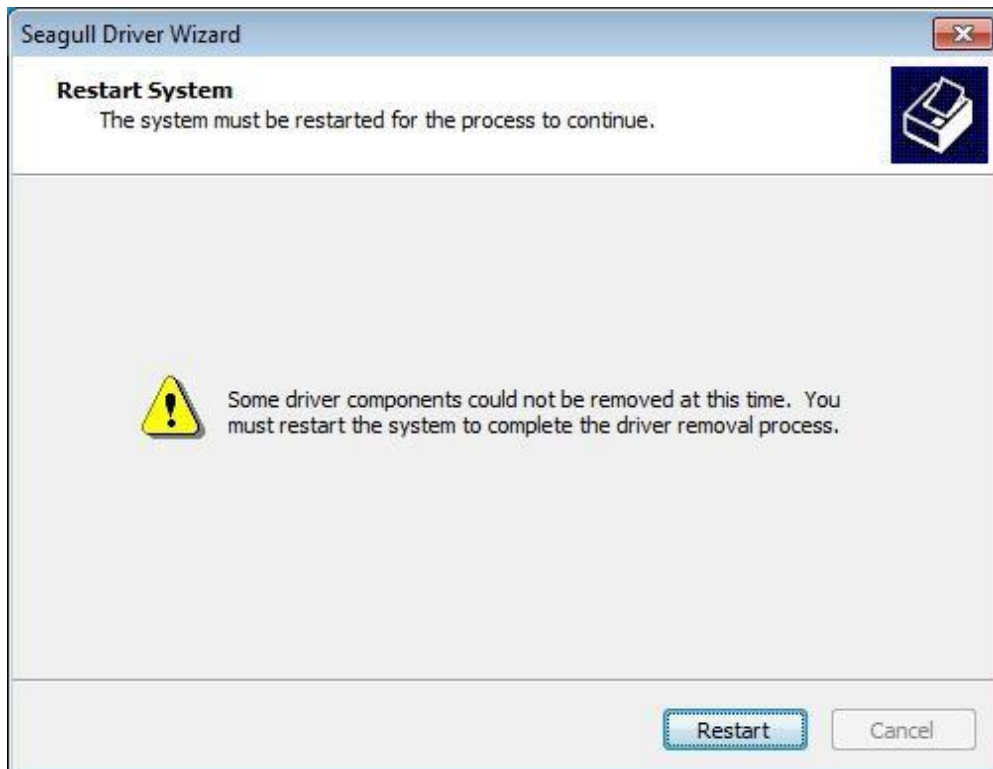 Seagull Driver Wizard
Restart System
The system must be restarted for the process to continue.
Some driver components could not be removed at this time.  You
must restart the system to complete the driver removal process.
Restart
Cancel